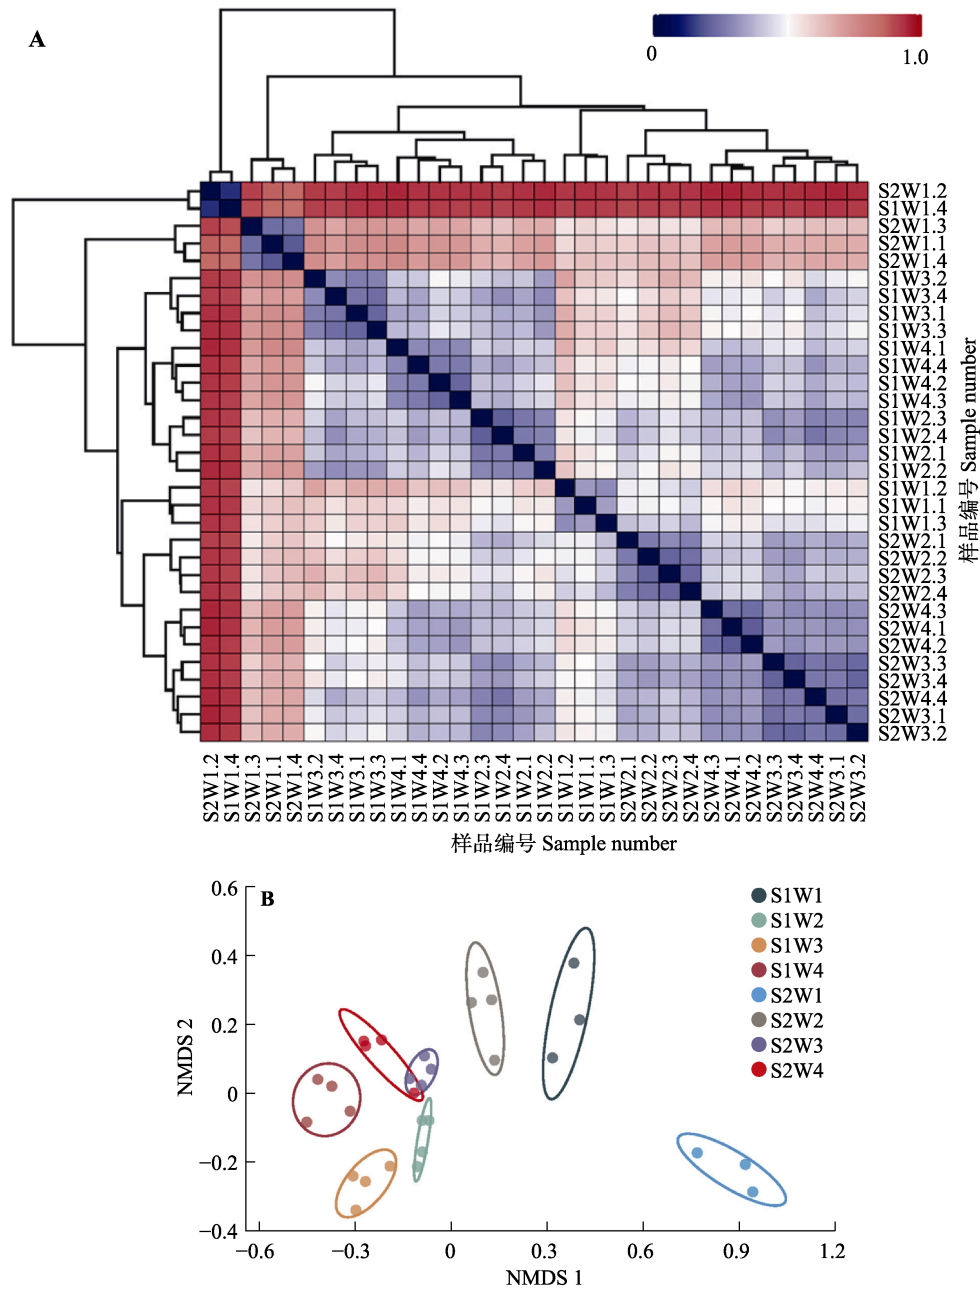 A
0
1.0
S2W1.2
S1W1.4
S2W1.3
S2W1.1
S2W1.4
S1W3.2
S1W3.4
S1W3.1
S1W3.3
S1W4.1
S1W4.4
S1W4.2
S1W4.3
S1W2.3
S1W2.4
S1W2.1
S1W2.2
S1W1.2
S1W1.1
S1W1.3
S2W2.1
S2W2.2
S2W2.3
S2W2.4
S2W4.3
S2W4.1
S2W4.2
S2W3.3
S2W3.4
S2W4.4
S2W3.1
S2W3.2
样品编号 Sample number
S2W1.2
S1W1.4
S2W1.3
S2W1.1
S2W1.4
S1W3.2
S1W3.4
S1W3.1
S1W3.3
S1W4.1
S1W4.4
S1W4.2
S1W4.3
S1W2.3
S1W2.4
S1W2.1
S1W2.2
S1W1.2
S1W1.1
S1W1.3
S2W2.1
S2W2.2
S2W2.3
S2W2.4
S2W4.3
S2W4.1
S2W4.2
S2W3.3
S2W3.4
S2W4.4
S2W3.1
S2W3.2
样品编号 Sample number
B
0.6
0.4
0.2
0
−0.2
−0.4
NMDS 2
S1W1
S1W2
S1W3
S1W4
S2W1
S2W2
S2W3
S2W4
−0.6 −0.3 0 0.3 0.6 0.9 1.2
NMDS 1